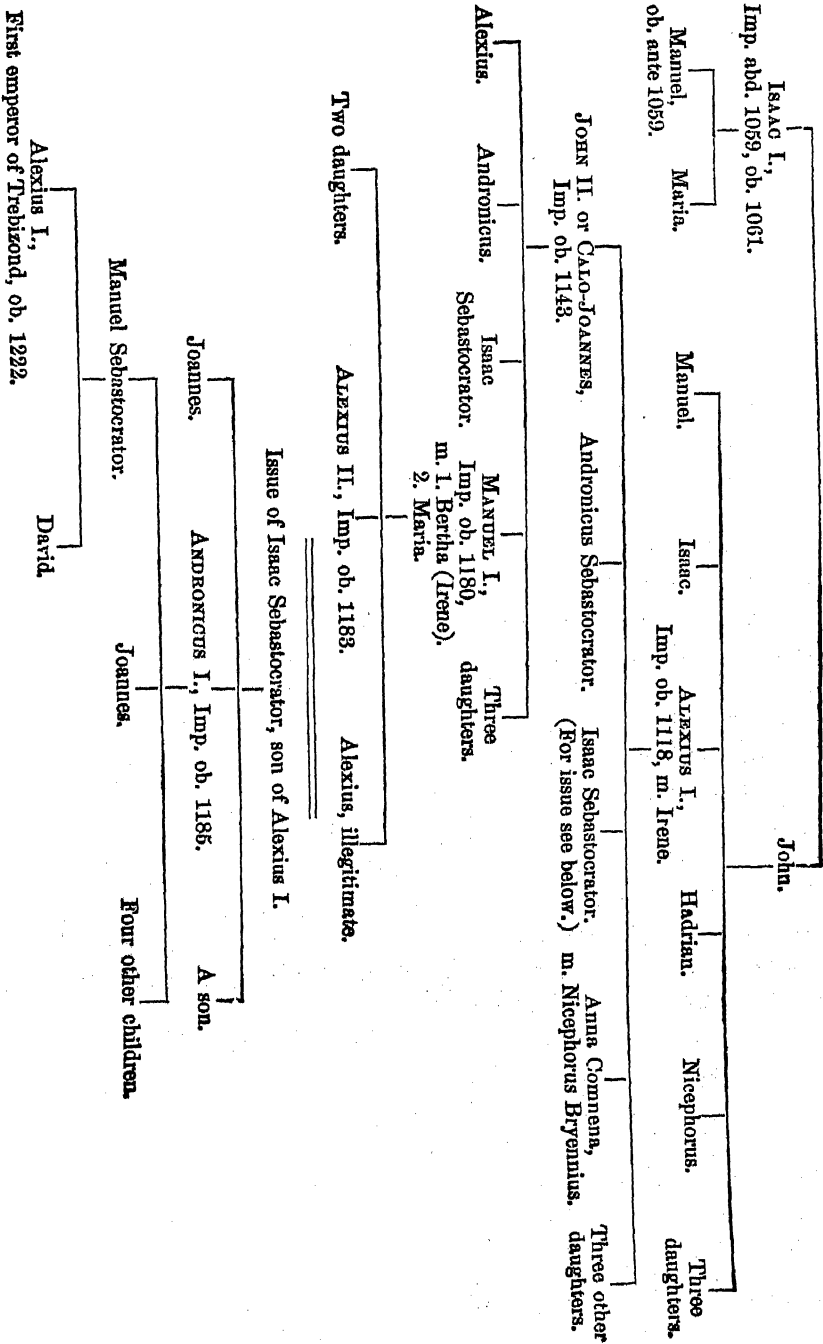 ISAAC I.,
Imp. abd. 1059, ob. 1061.
John.
Manuel,
ob. ante 1059.
Maria.
Manuel.
Isaac.
ALEXIUS I.,
Imp. ob. 1118, m. Irene.
Hadrian.
Nicephorus.
Three
daughters.
JOHN II. or CALO-JOANNES,
Imp. ob. 1143.
Andronicus Sebastocrator.
Isaac Sebastocrator.
(For issue see below.)
Anna Comnena,
m. Nicephorus Bryennius.
Three other
daughters.
Alexius.
Andronicus.
Isaac
Sebastocrator.
MANUEL I.,
Imp. ob. 1180,
m. 1. Bertha (Irene).
2. Maria.
Three
daughters.
Two daughters.
ALEXIUS II., Imp. ob. 1183.
Alexius, illegitimate.
Issue of Isaac Sebastocrator, son of Alexius I.
Joannes.
ANDRONICUS I., Imp. ob. 1185.
A son.
Manuel Sebastocrator.
Joannes.
Four other children.
Alexius I.,
First emperor of Trebizond, ob. 1222.
David.